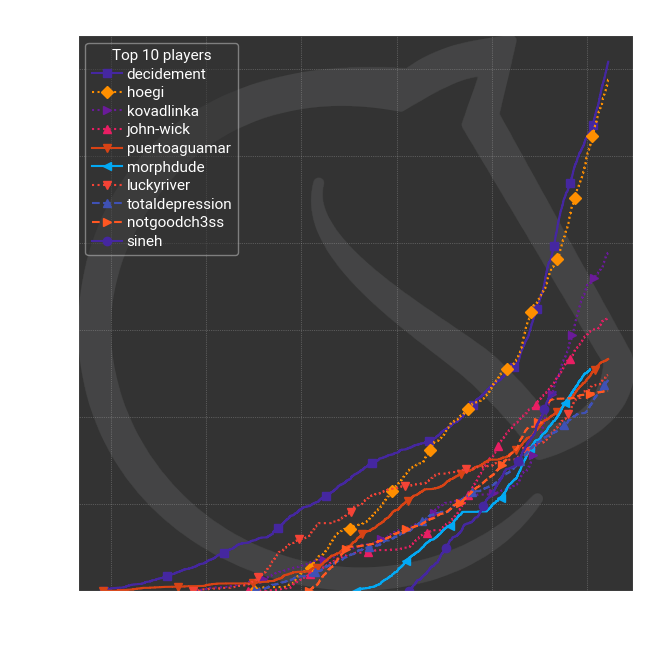 Top 10 players
decidement
hoegi
kovadlinka
john-wick
puertoaguamar
morphdude
luckyriver
totaldepression
notgoodch3ss
sineh